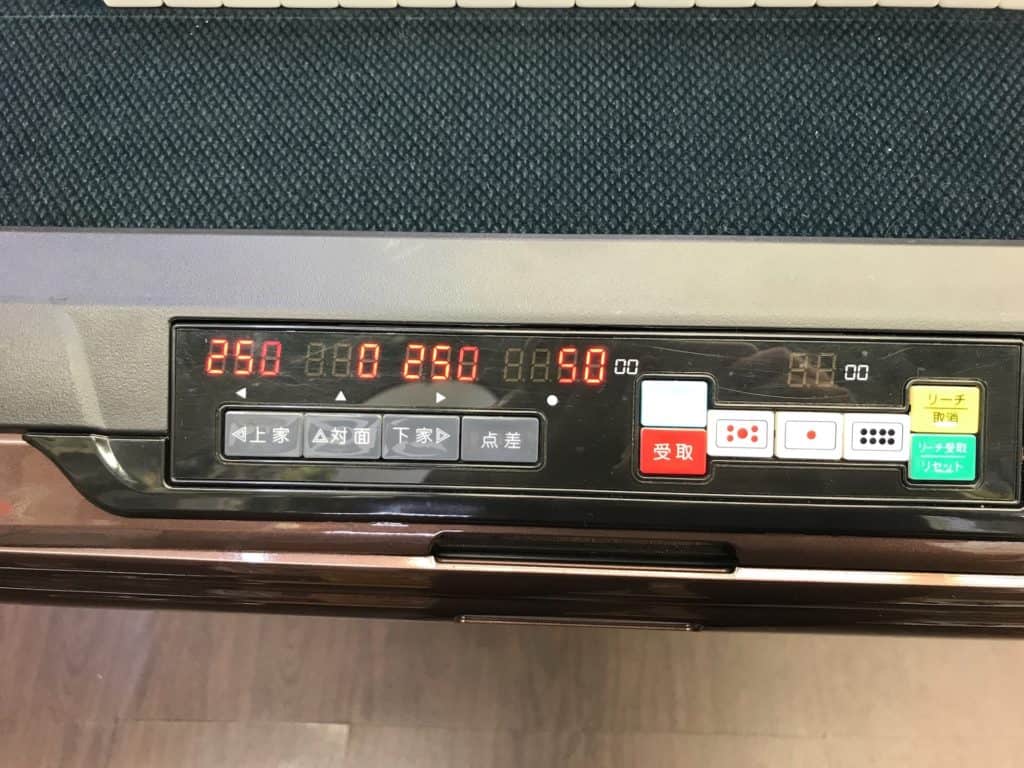 250 0 250 50 00 00
◀ ▲ ▶ ●
◁上家 △対面 下家▷ 点差
受取
リーチ
取消
リーチ受取
リセット